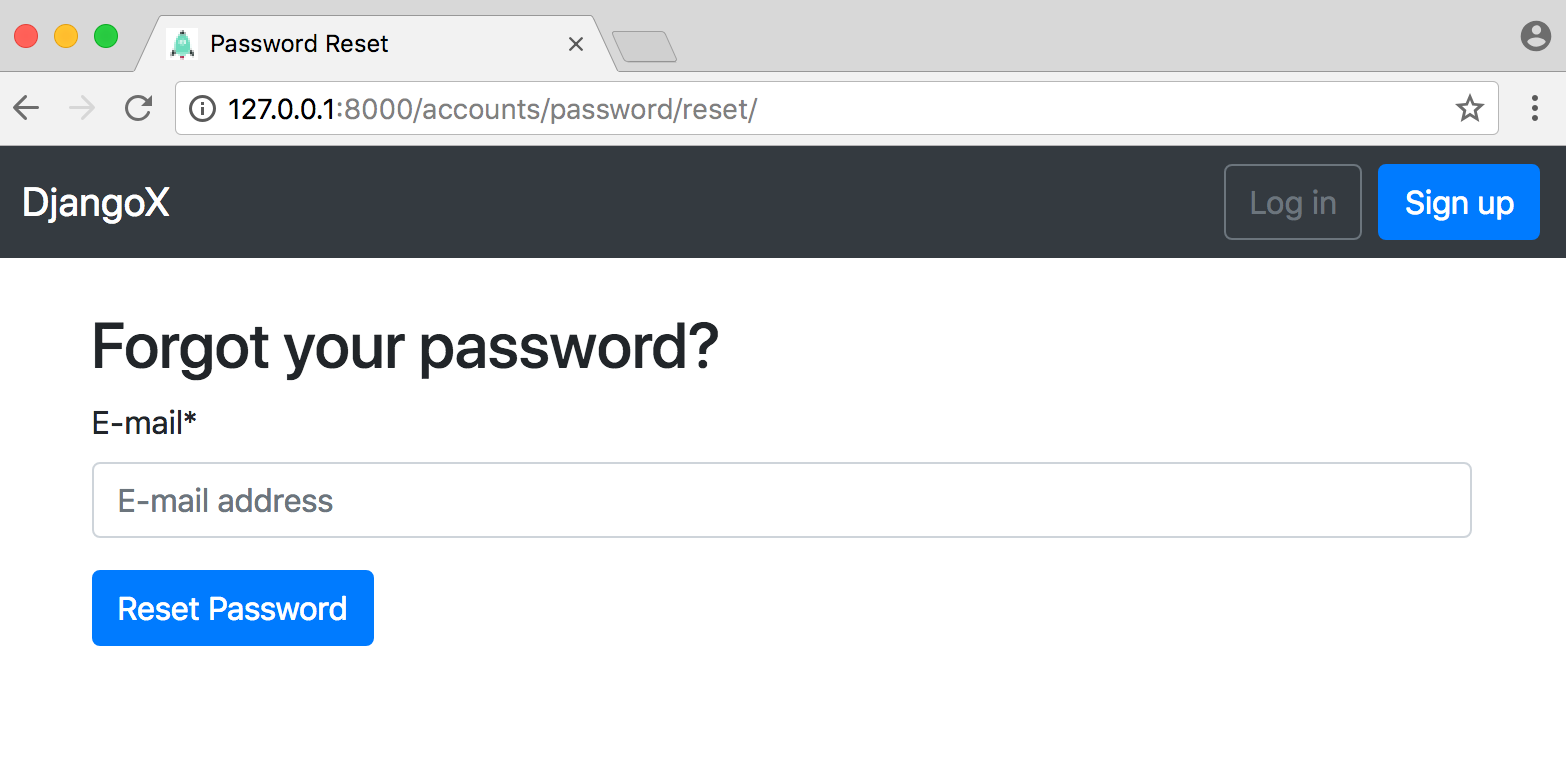 Password Reset
127.0.0.1:8000/accounts/password/reset/
DjangoX
Log in
Sign up
Forgot your password?
E-mail*
E-mail address
Reset Password